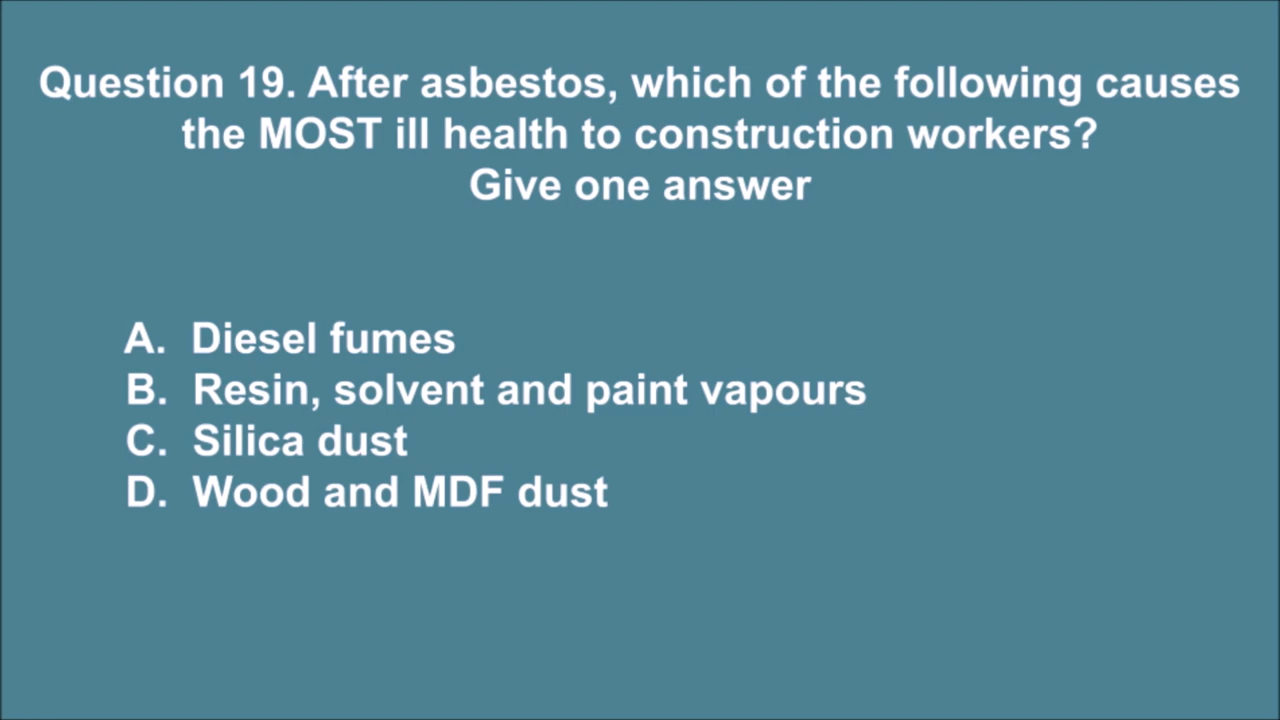 Question 19. After asbestos, which of the following causes
the MOST ill health to construction workers?
Give one answer
A. Diesel fumes
B. Resin, solvent and paint vapours
C. Silica dust
D. Wood and MDF dust